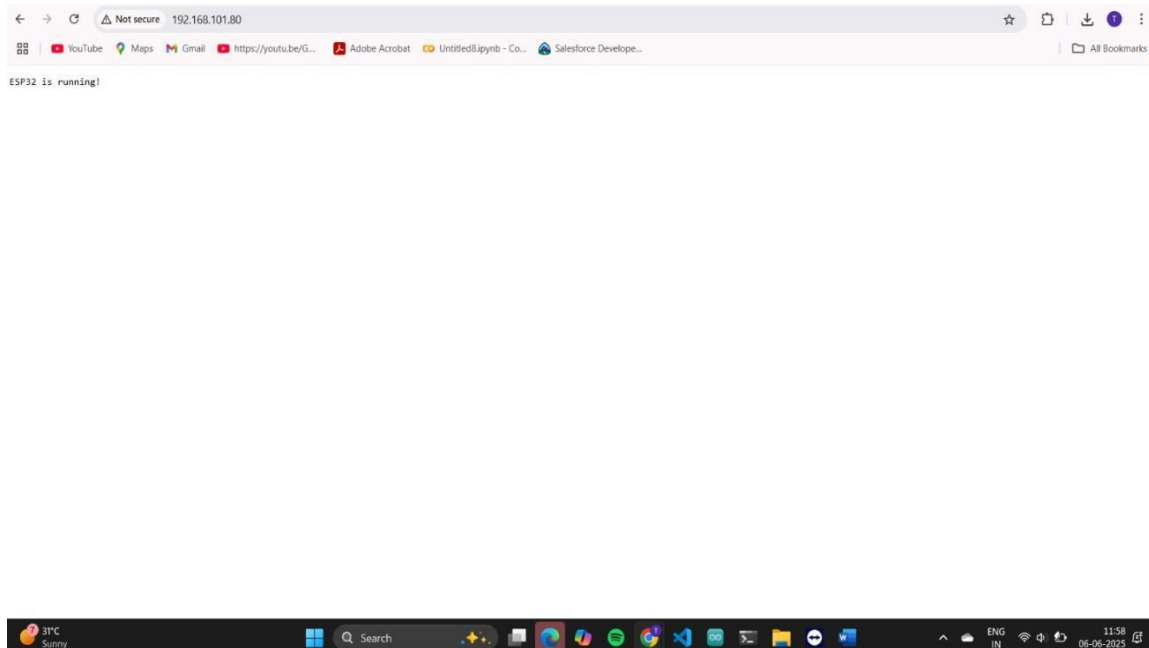 Not secure 192.168.101.80
YouTube Maps Gmail https://youtu.be/G... Adobe Acrobat Untitled8.ipynb - Co... Salesforce Develope... All Bookmarks
T
ESP32 is running!
7
31°C
Sunny
Search
ENG
IN
11:58
06-06-2025